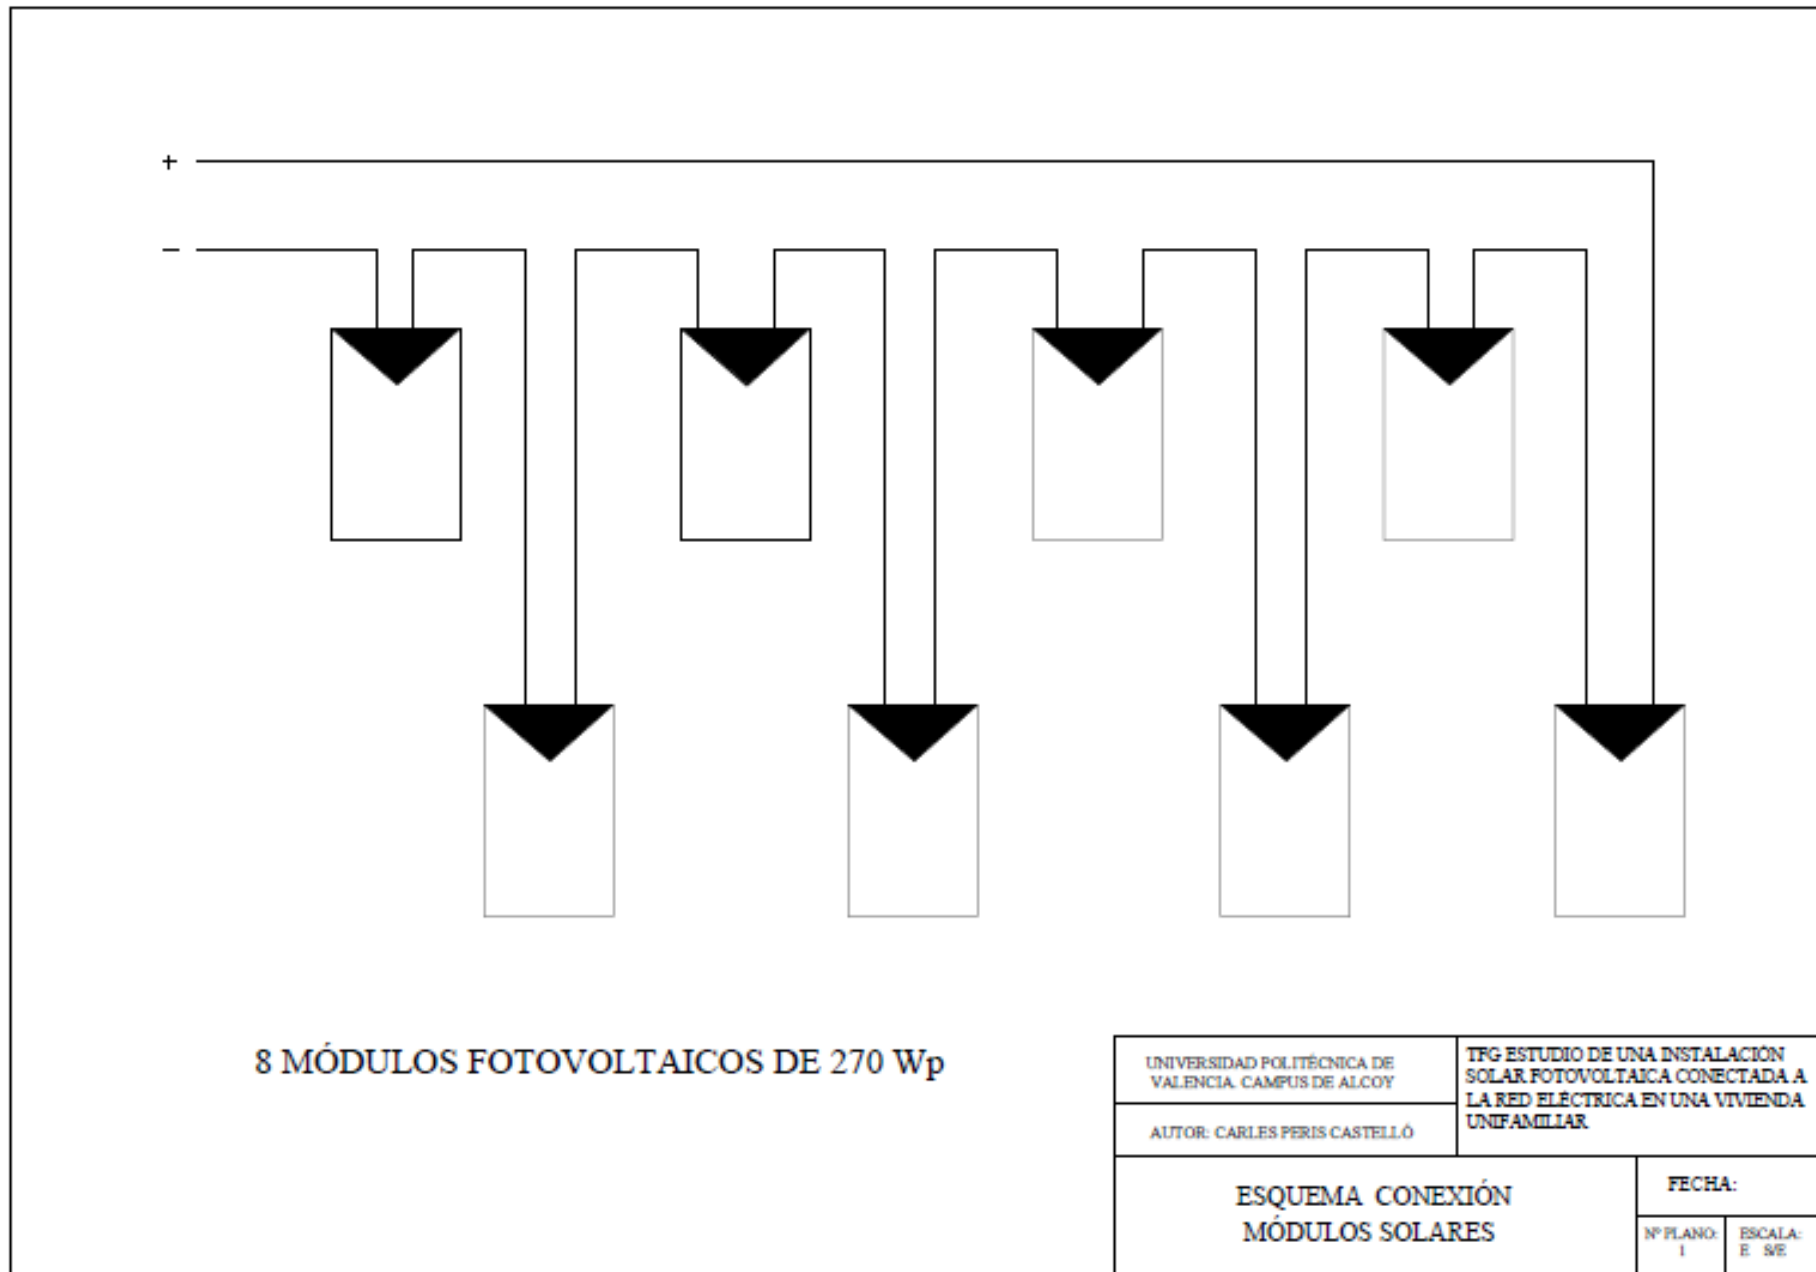 +
−
8 MÓDULOS FOTOVOLTAICOS DE 270 Wp
UNIVERSIDAD POLITÉCNICA DE
VALENCIA. CAMPUS DE ALCOY
AUTOR: CARLES PERIS CASTELLÓ
TFG ESTUDIO DE UNA INSTALACIÓN
SOLAR FOTOVOLTAICA CONECTADA A
LA RED ELÉCTRICA EN UNA VIVIENDA
UNIFAMILIAR
ESQUEMA CONEXIÓN
MÓDULOS SOLARES
FECHA:
Nº PLANO:
1
ESCALA:
E S/E